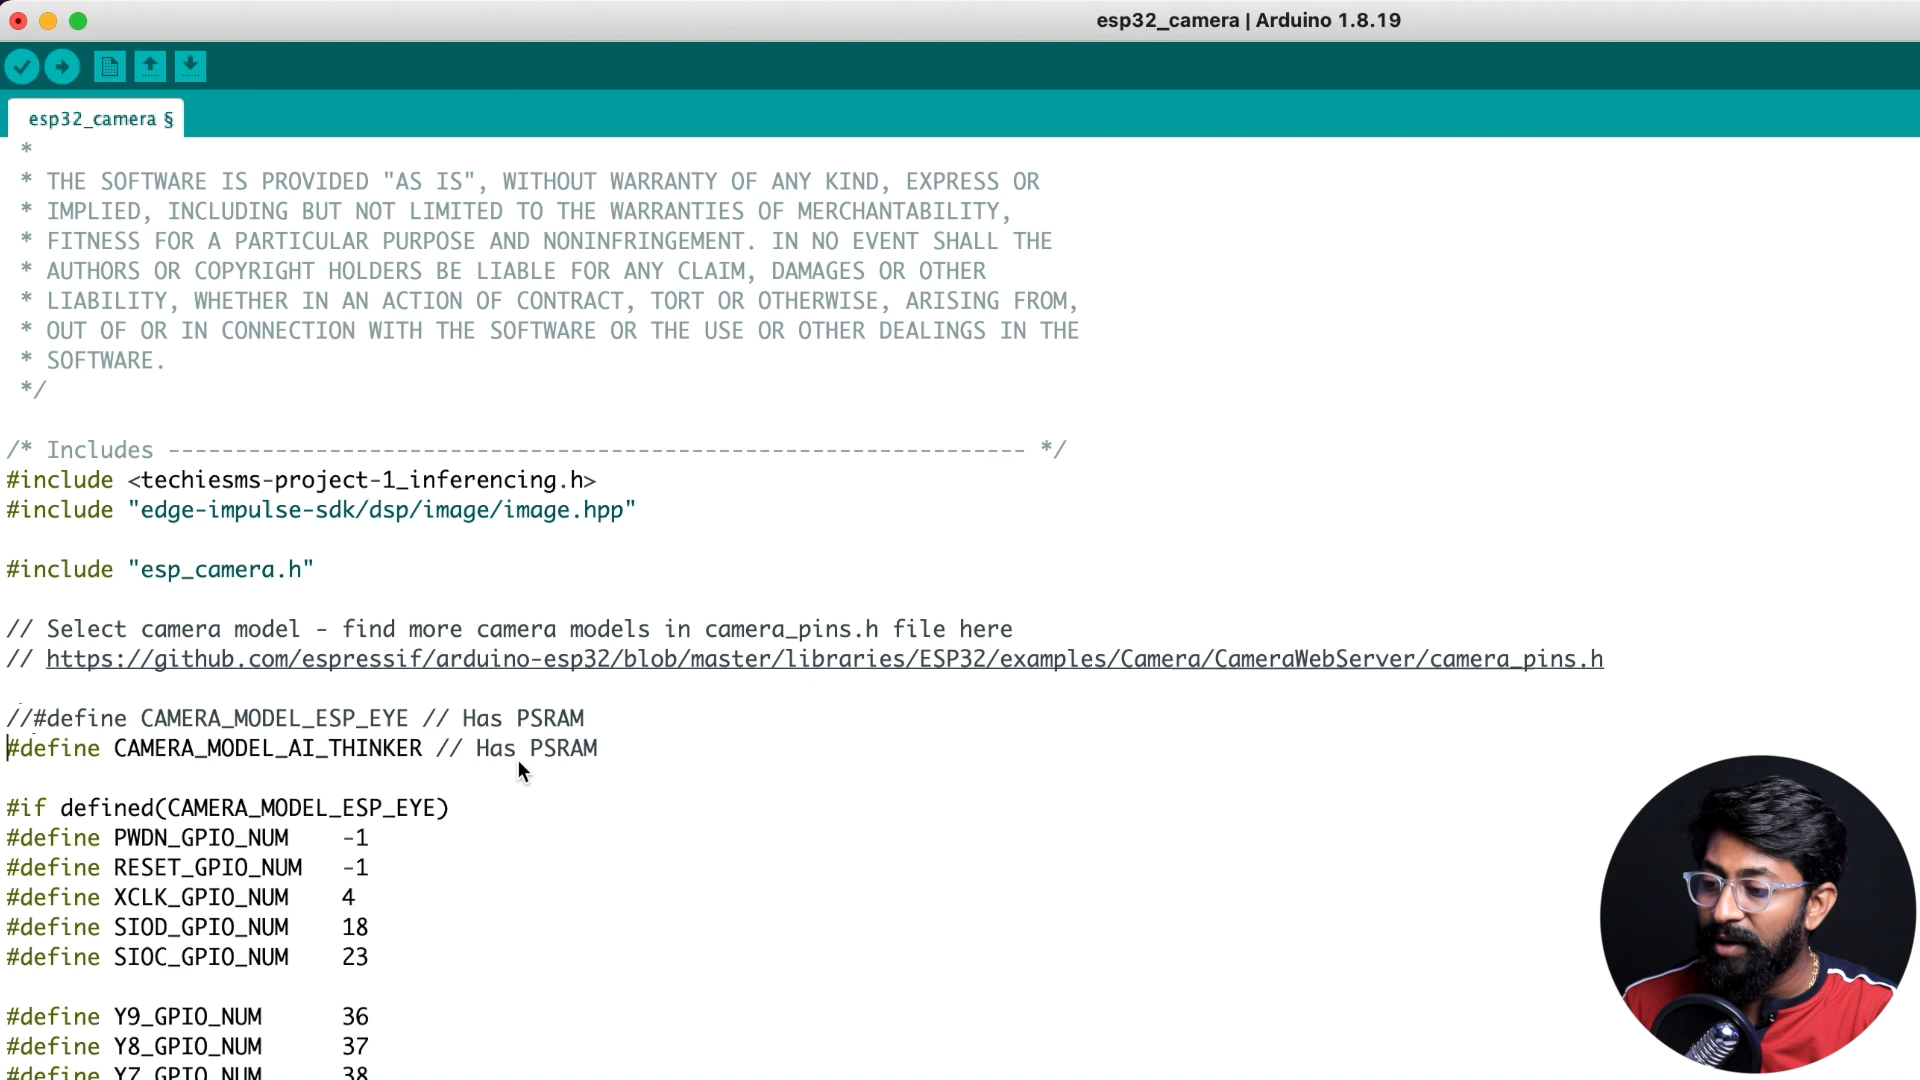 esp32_camera | Arduino 1.8.19
esp32_camera §
*
* THE SOFTWARE IS PROVIDED "AS IS", WITHOUT WARRANTY OF ANY KIND, EXPRESS OR
* IMPLIED, INCLUDING BUT NOT LIMITED TO THE WARRANTIES OF MERCHANTABILITY,
* FITNESS FOR A PARTICULAR PURPOSE AND NONINFRINGEMENT. IN NO EVENT SHALL THE
* AUTHORS OR COPYRIGHT HOLDERS BE LIABLE FOR ANY CLAIM, DAMAGES OR OTHER
* LIABILITY, WHETHER IN AN ACTION OF CONTRACT, TORT OR OTHERWISE, ARISING FROM,
* OUT OF OR IN CONNECTION WITH THE SOFTWARE OR THE USE OR OTHER DEALINGS IN THE
* SOFTWARE.
*/
/* Includes ---------------------------------------------------------------- */
#include <techiesms-project-1_inferencing.h>
#include "edge-impulse-sdk/dsp/image/image.hpp"
#include "esp_camera.h"
// Select camera model - find more camera models in camera_pins.h file here
// https://github.com/espressif/arduino-esp32/blob/master/libraries/ESP32/examples/Camera/CameraWebServer/camera_pins.h
//#define CAMERA_MODEL_ESP_EYE // Has PSRAM
#define CAMERA_MODEL_AI_THINKER // Has PSRAM
#if defined(CAMERA_MODEL_ESP_EYE)
#define PWDN_GPIO_NUM    -1
#define RESET_GPIO_NUM   -1
#define XCLK_GPIO_NUM    4
#define SIOD_GPIO_NUM    18
#define SIOC_GPIO_NUM    23
#define Y9_GPIO_NUM      36
#define Y8_GPIO_NUM      37
#define Y7_GPIO_NUM      38